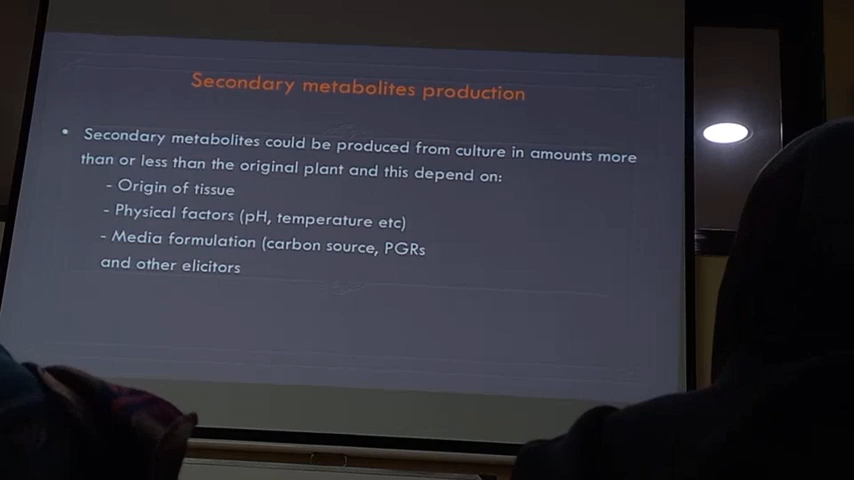 Secondary metabolites production
• Secondary metabolites could be produced from culture in amounts more
than or less than the original plant and this depend on:
- Origin of tissue
- Physical factors (pH, temperature etc)
- Media formulation (carbon source, PGRs
and other elicitors